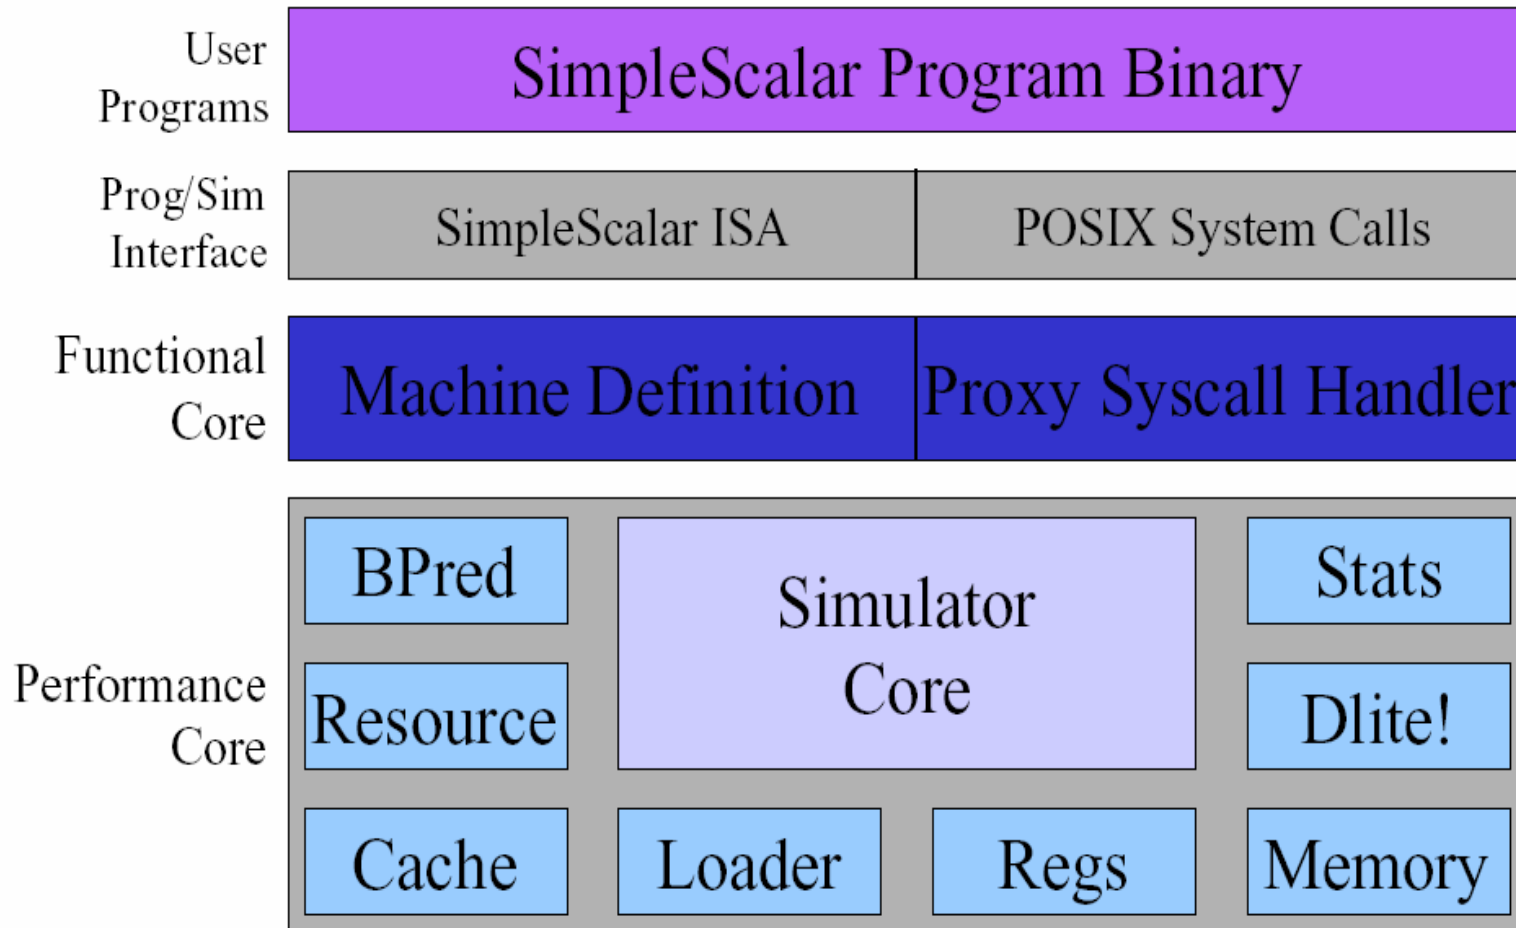 User
Programs
SimpleScalar Program Binary
Prog/Sim
Interface
SimpleScalar ISA
POSIX System Calls
Functional
Core
Machine Definition
Proxy Syscall Handler
Performance
Core
BPred
Simulator
Core
Stats
Resource
Dlite!
Cache
Loader
Regs
Memory